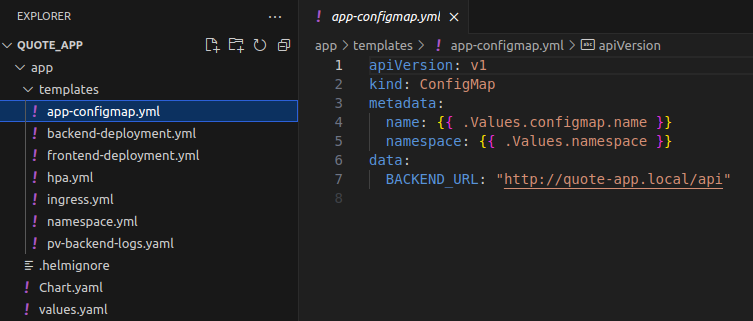 EXPLORER
QUOTE_APP
app
templates
! app-configmap.yml
! backend-deployment.yml
! frontend-deployment.yml
! hpa.yml
! ingress.yml
! namespace.yml
! pv-backend-logs.yaml
.helmignore
! Chart.yaml
! values.yaml
! app-configmap.yml ×
app > templates > ! app-configmap.yml > abc apiVersion
1 apiVersion: v1
2 kind: ConfigMap
3 metadata:
4   name: {{ .Values.configmap.name }}
5   namespace: {{ .Values.namespace }}
6 data:
7   BACKEND_URL: "http://quote-app.local/api"
8